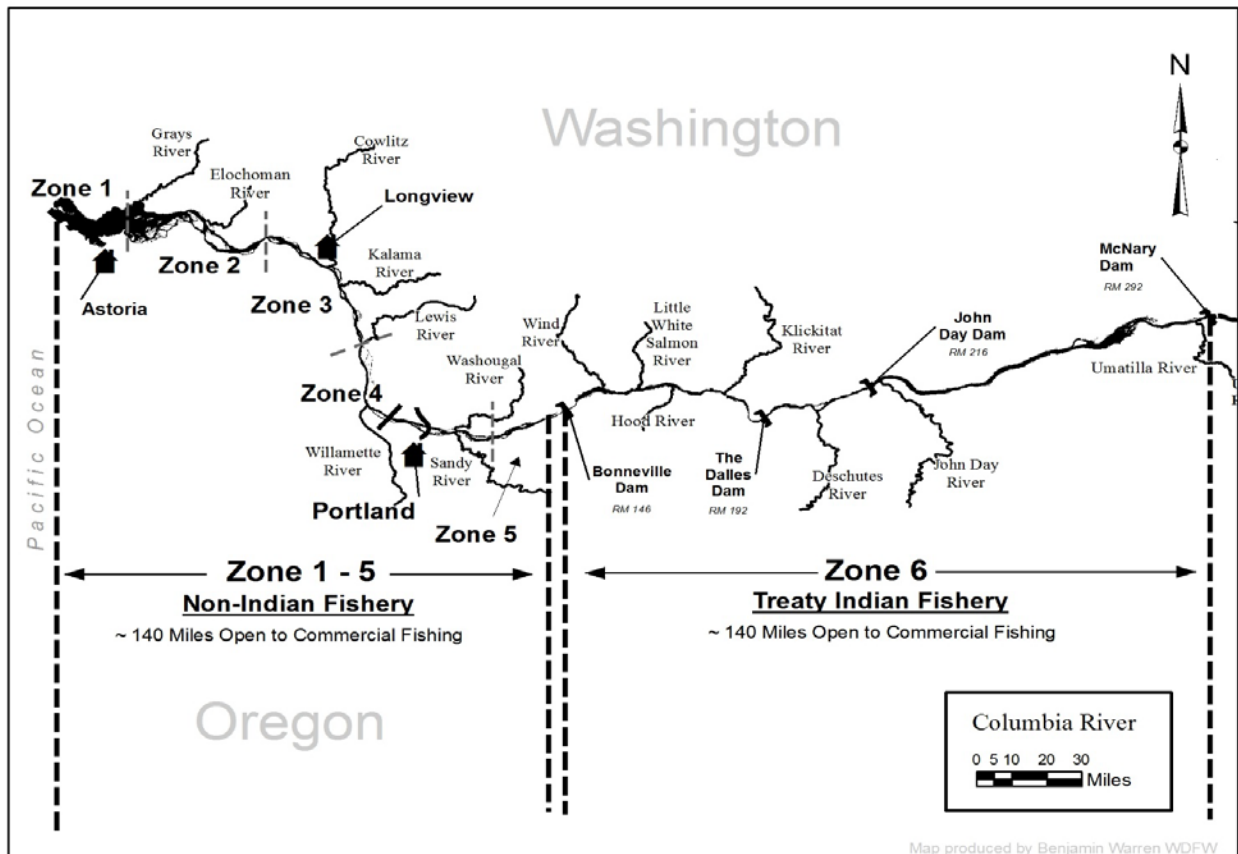 N
Washington
Grays
River
Cowlitz
River
Zone 1
Elochoman
River
Longview
McNary
Dam
RM 292
Kalama
River
Zone 2
Astoria
Zone 3
Lewis
River
Wind
River
Little
White
Salmon
River
Klickitat
River
John
Day Dam
RM 216
Washougal
River
Umatilla River
Pacific Ocean
Zone 4
Hood River
Willamette
River
Sandy
River
Bonneville
Dam
RM 146
The
Dalles
Dam
RM 192
Deschutes
River
John Day
River
Portland
Zone 5
Zone 1 - 5
Non-Indian Fishery
~ 140 Miles Open to Commercial Fishing
Zone 6
Treaty Indian Fishery
~ 140 Miles Open to Commercial Fishing
Oregon
Columbia River
0 5 10 20 30
Miles
Map produced by Benjamin Warren WDFW